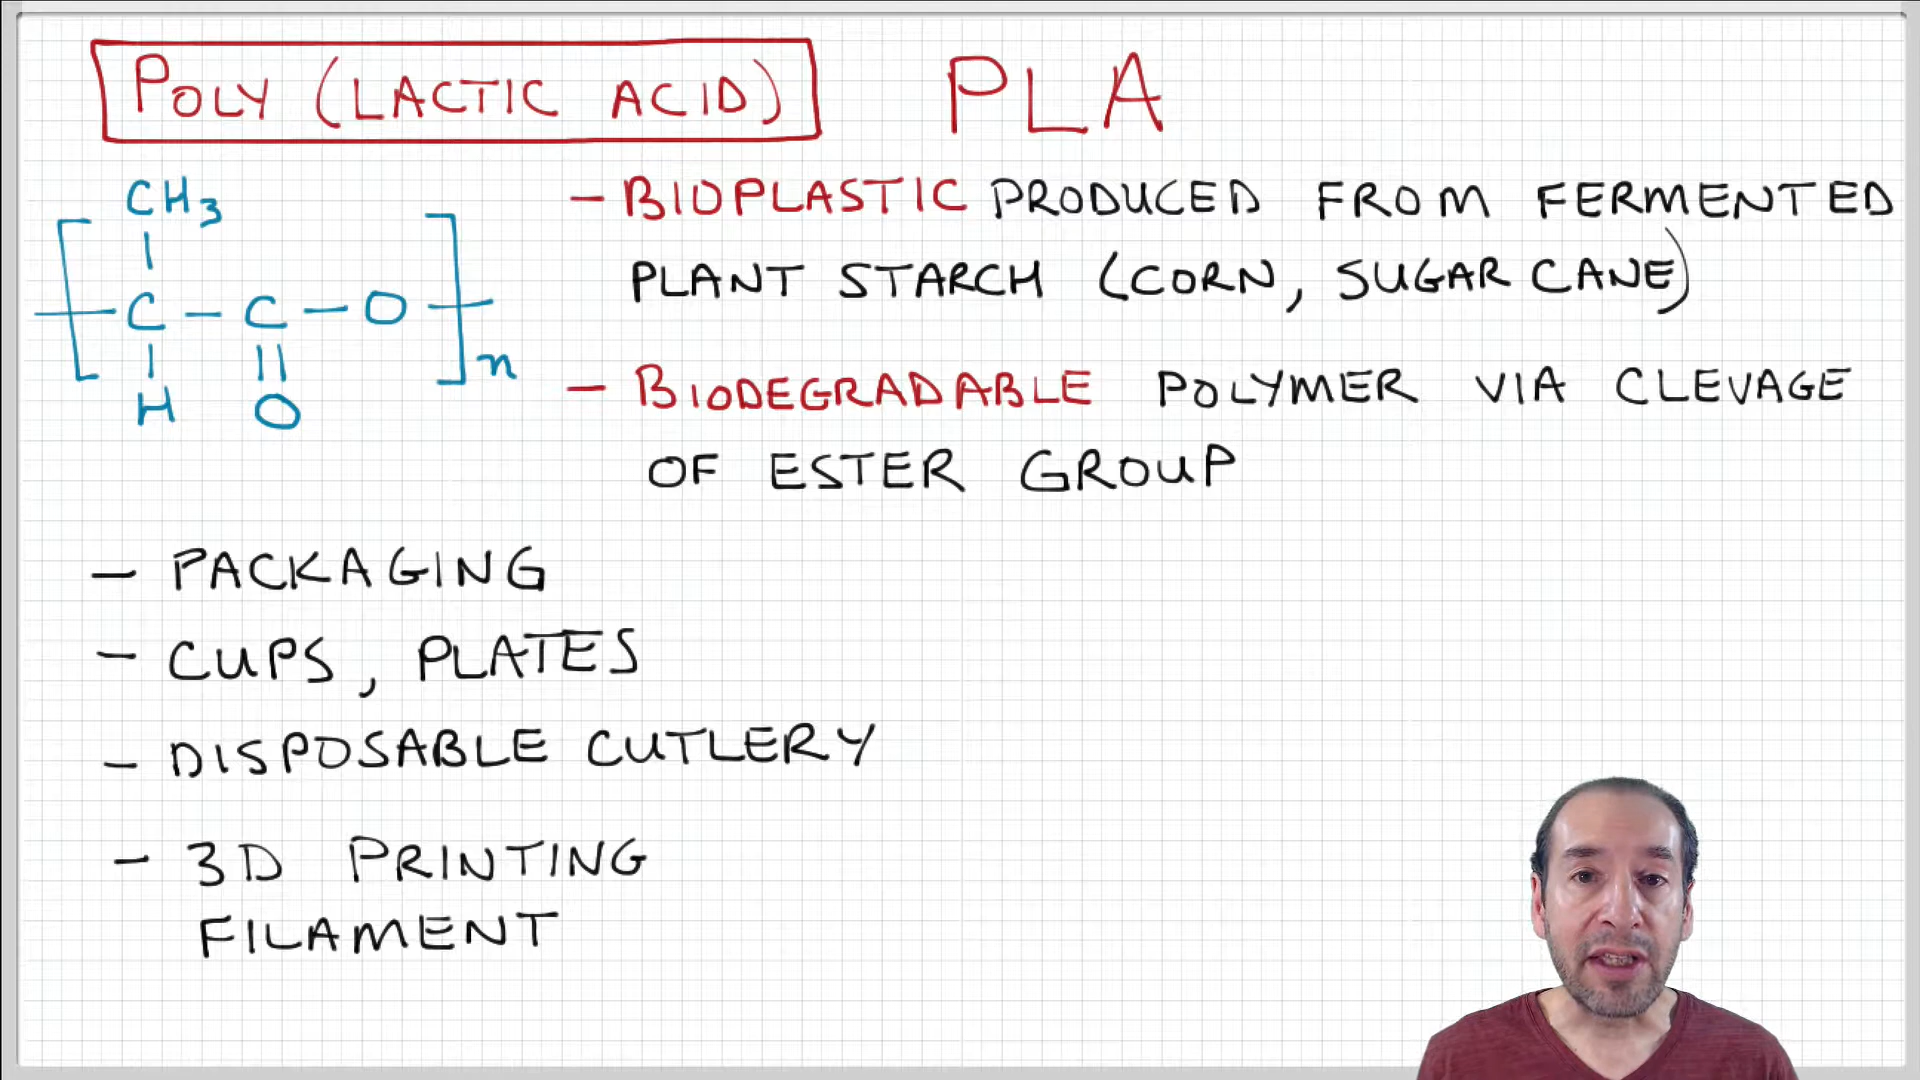 POLY (LACTIC ACID) PLA
CH3
C - C - O
n
H O
- BIOPLASTIC PRODUCED FROM FERMENTED
PLANT STARCH (CORN, SUGAR CANE)
- BIODEGRADABLE POLYMER VIA CLEVAGE
OF ESTER GROUP
- PACKAGING
- CUPS, PLATES
- DISPOSABLE CUTLERY
- 3D PRINTING
FILAMENT